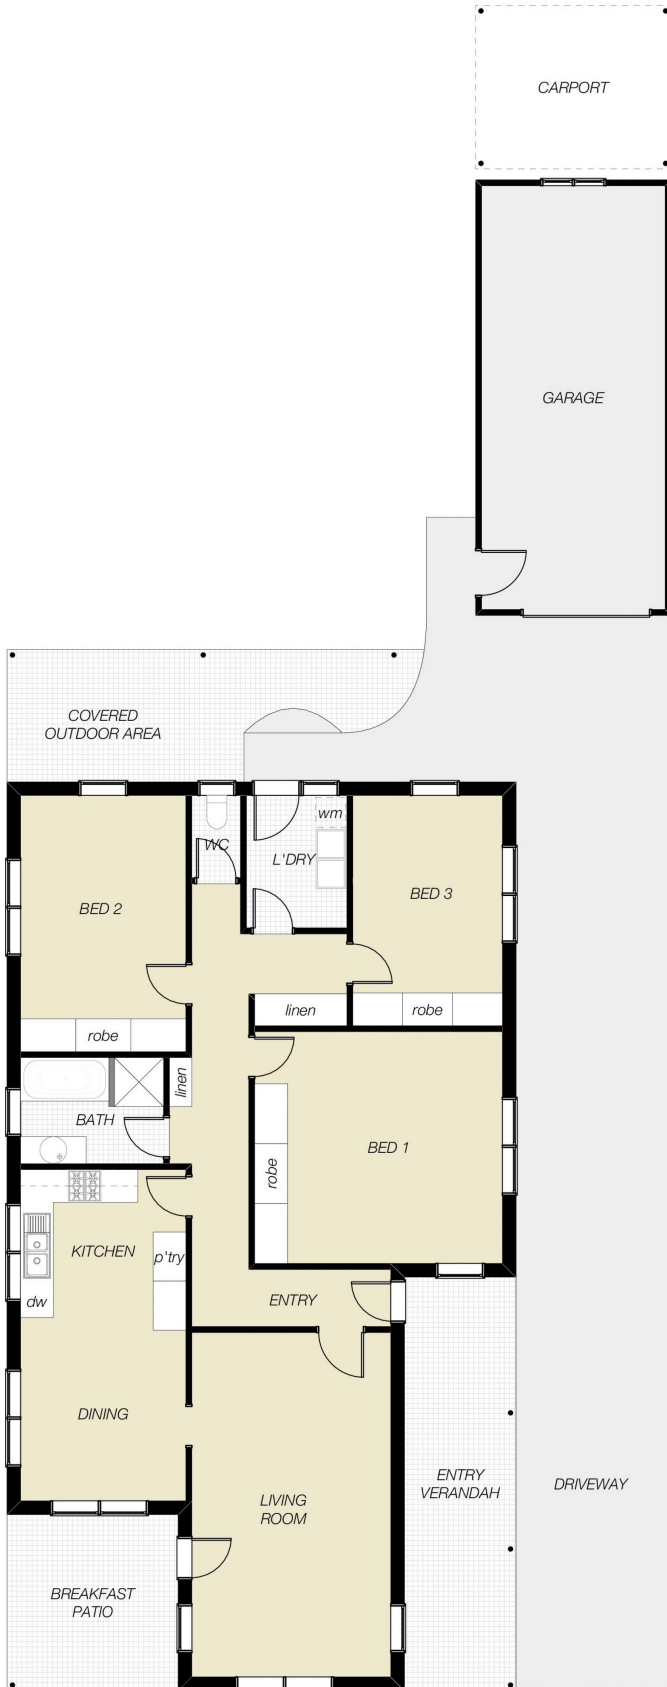 CARPORT
GARAGE
COVERED
OUTDOOR AREA
wm
WC
L'DRY
BED 2
BED 3
linen
robe
robe
linen
BATH
BED 1
robe
KITCHEN
p'try
dw
ENTRY
DINING
LIVING
ROOM
ENTRY
VERANDAH
DRIVEWAY
BREAKFAST
PATIO